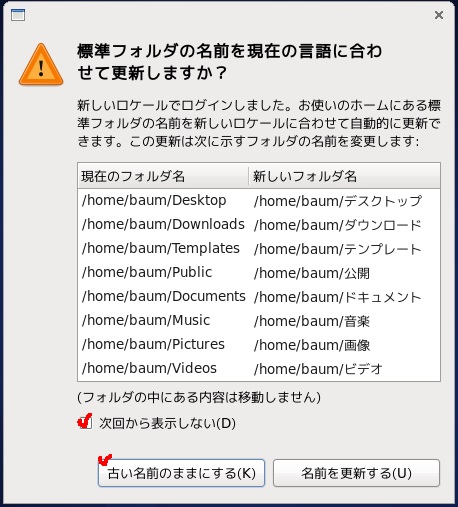 標準フォルダの名前を現在の言語に合わ
せて更新しますか？
新しいロケールでログインしました。お使いのホームにある標
準フォルダの名前を新しいロケールに合わせて自動的に更新で
きます。この更新は次に示すフォルダの名前を変更します:
現在のフォルダ名 新しいフォルダ名
/home/baum/Desktop /home/baum/デスクトップ
/home/baum/Downloads /home/baum/ダウンロード
/home/baum/Templates /home/baum/テンプレート
/home/baum/Public /home/baum/公開
/home/baum/Documents /home/baum/ドキュメント
/home/baum/Music /home/baum/音楽
/home/baum/Pictures /home/baum/画像
/home/baum/Videos /home/baum/ビデオ
(フォルダの中にある内容は移動しません)
次回から表示しない(D)
古い名前のままにする(K) 名前を更新する(U)